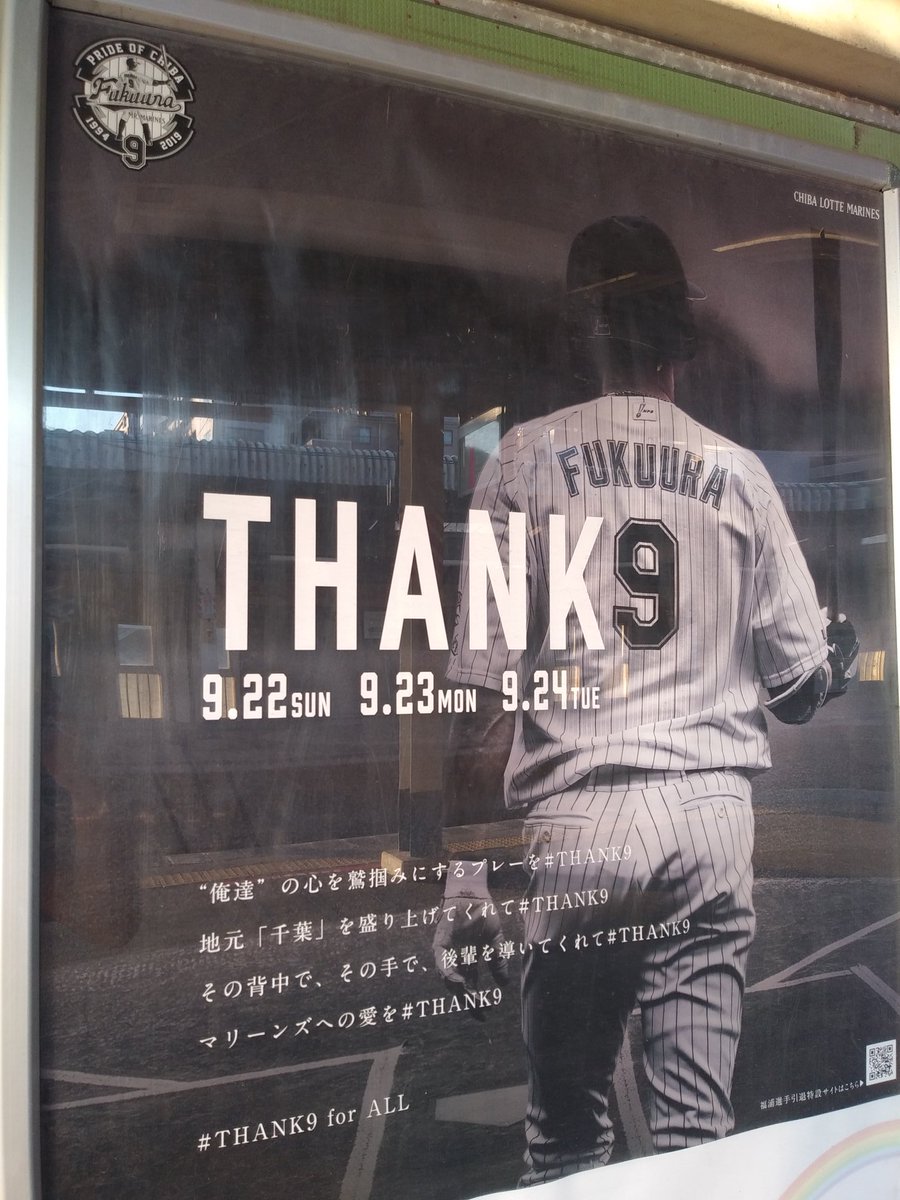 PRIDE OF CHIBA
Fukuura
MR. MARINES
1994 2019
9
CHIBA LOTTE MARINES
FUKUURA
THANK 9
9.22SUN 9.23MON 9.24TUE
“俺達”の心を鷲掴みにするプレーを#THANK9
地元「千葉」を盛り上げてくれて#THANK9
その背中で、その手で、後輩を導いてくれて#THANK9
マリーンズへの愛を#THANK9
#THANK9 for ALL
福浦選手引退特設サイトはこちら▶